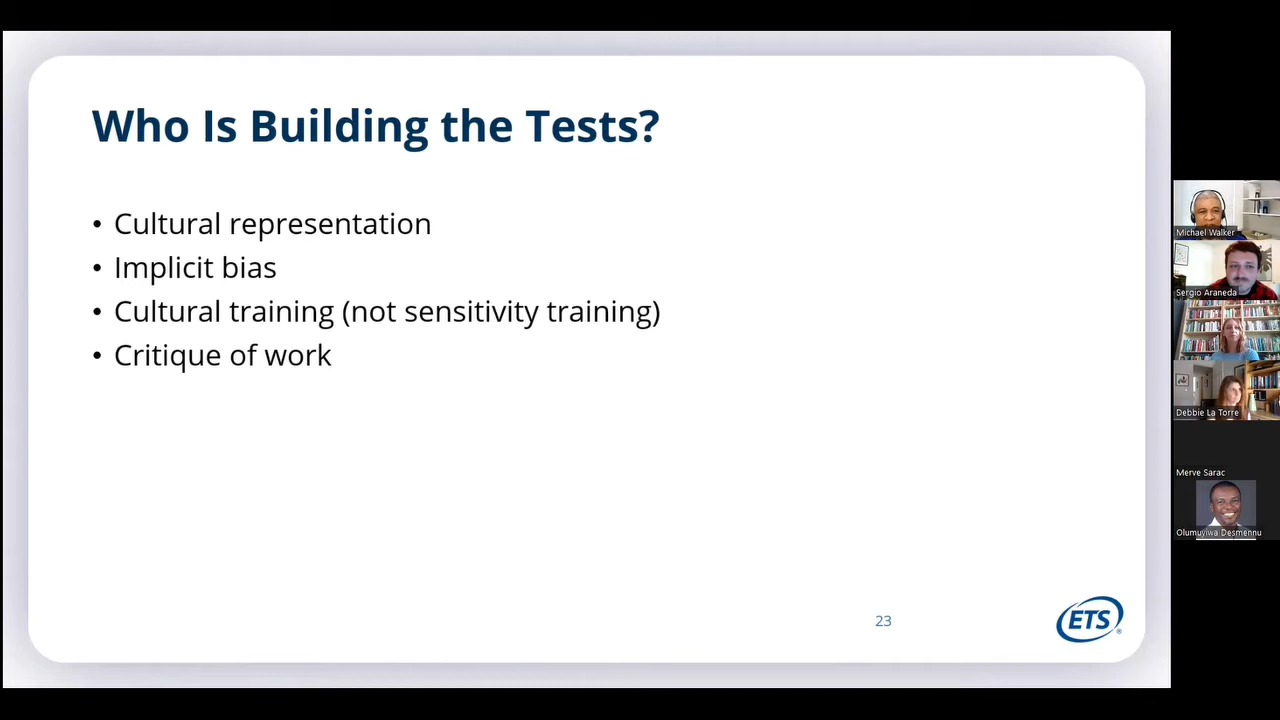 Who Is Building the Tests?
• Cultural representation
• Implicit bias
• Cultural training (not sensitivity training)
• Critique of work
23
ETS®
Michael Walker
Sergio Araneda
Debbie La Torre
Merve Sarac
Olumuyiwa Desmennu